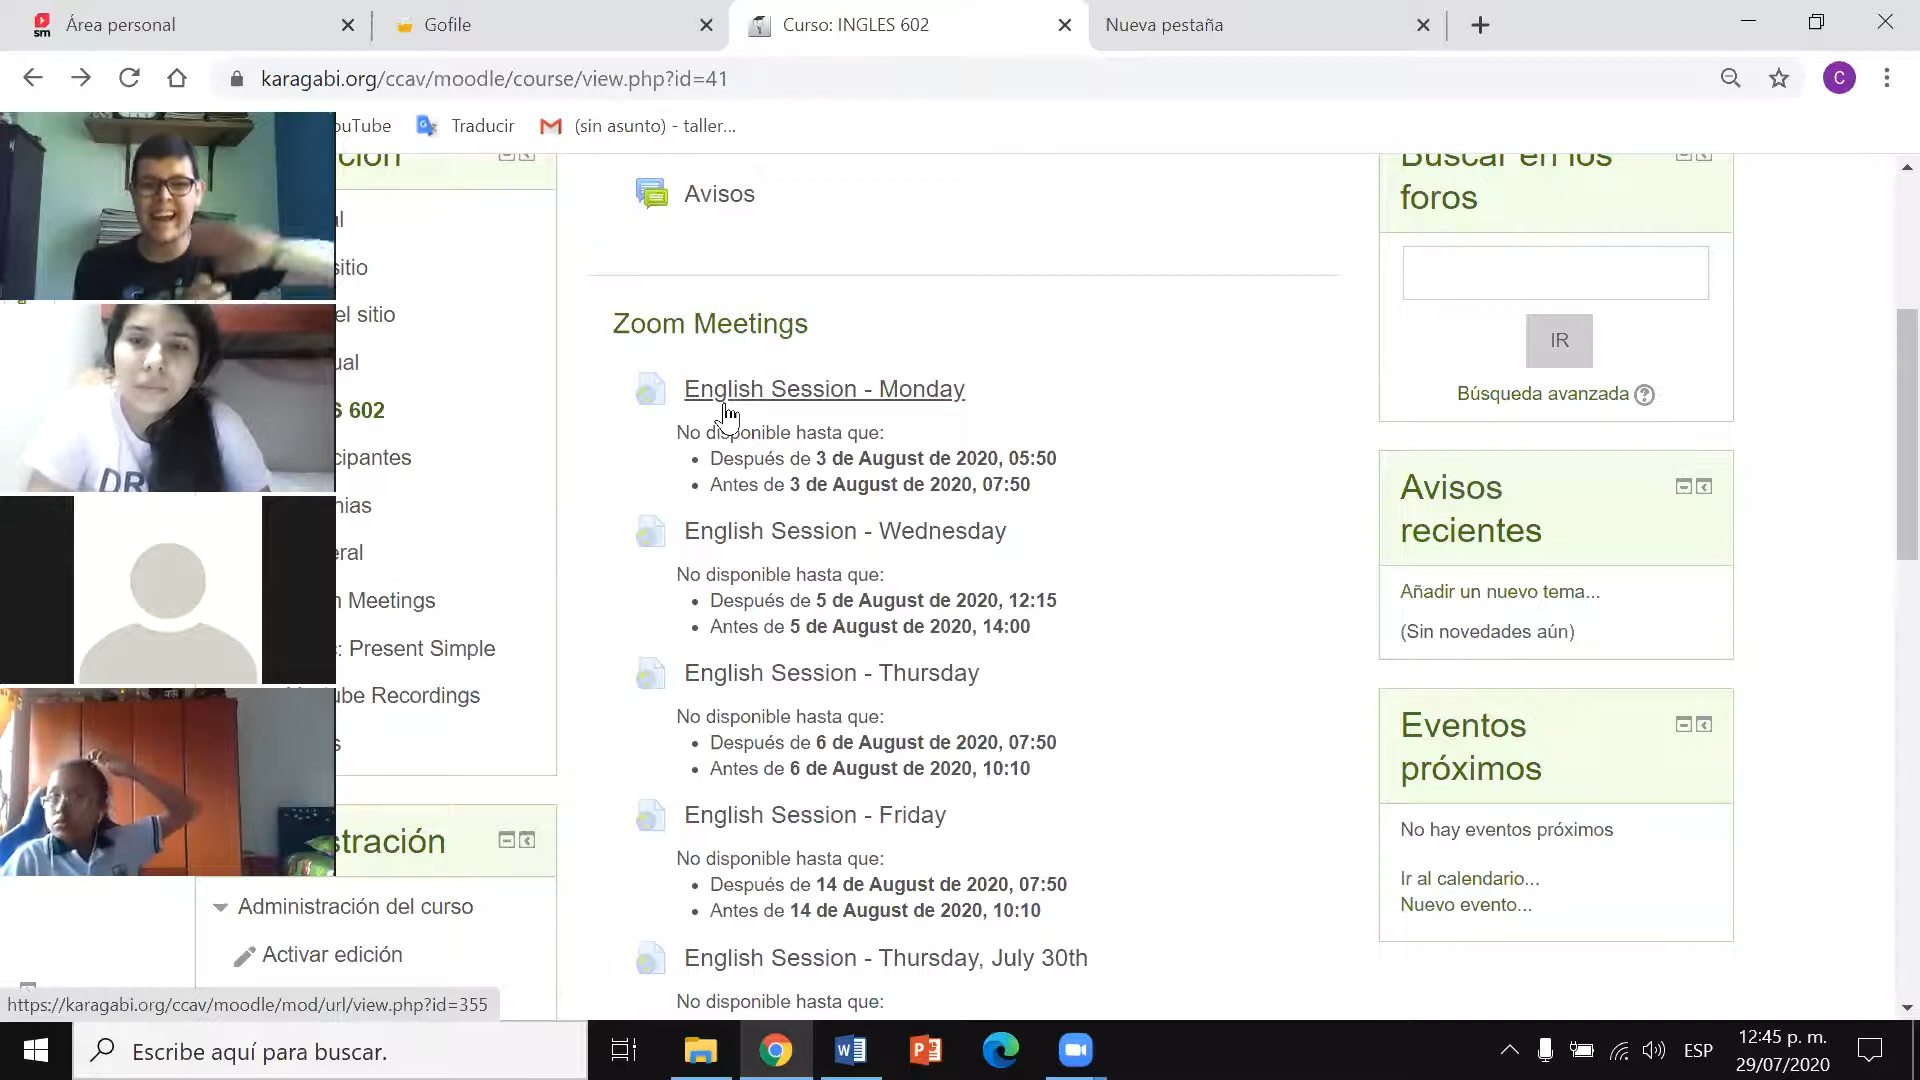 Área personal
Gofile
Curso: INGLES 602
Nueva pestaña
karagabi.org/ccav/moodle/course/view.php?id=41
C
ouTube
Traducir
(sin asunto) - taller...
ción
al
sitio
el sitio
ual
S 602
cipantes
nias
eral
n Meetings
: Present Simple
be Recordings
s
stración
Administración del curso
Activar edición
Avisos
Zoom Meetings
English Session - Monday
No disponible hasta que:
Después de 3 de August de 2020, 05:50
Antes de 3 de August de 2020, 07:50
English Session - Wednesday
No disponible hasta que:
Después de 5 de August de 2020, 12:15
Antes de 5 de August de 2020, 14:00
English Session - Thursday
No disponible hasta que:
Después de 6 de August de 2020, 07:50
Antes de 6 de August de 2020, 10:10
English Session - Friday
No disponible hasta que:
Después de 14 de August de 2020, 07:50
Antes de 14 de August de 2020, 10:10
English Session - Thursday, July 30th
No disponible hasta que:
Buscar en los
foros
IR
Búsqueda avanzada
Avisos
recientes
Añadir un nuevo tema...
(Sin novedades aún)
Eventos
próximos
No hay eventos próximos
Ir al calendario...
Nuevo evento...
https://karagabi.org/ccav/moodle/mod/url/view.php?id=355
Escribe aquí para buscar.
ESP
12:45 p. m.
29/07/2020